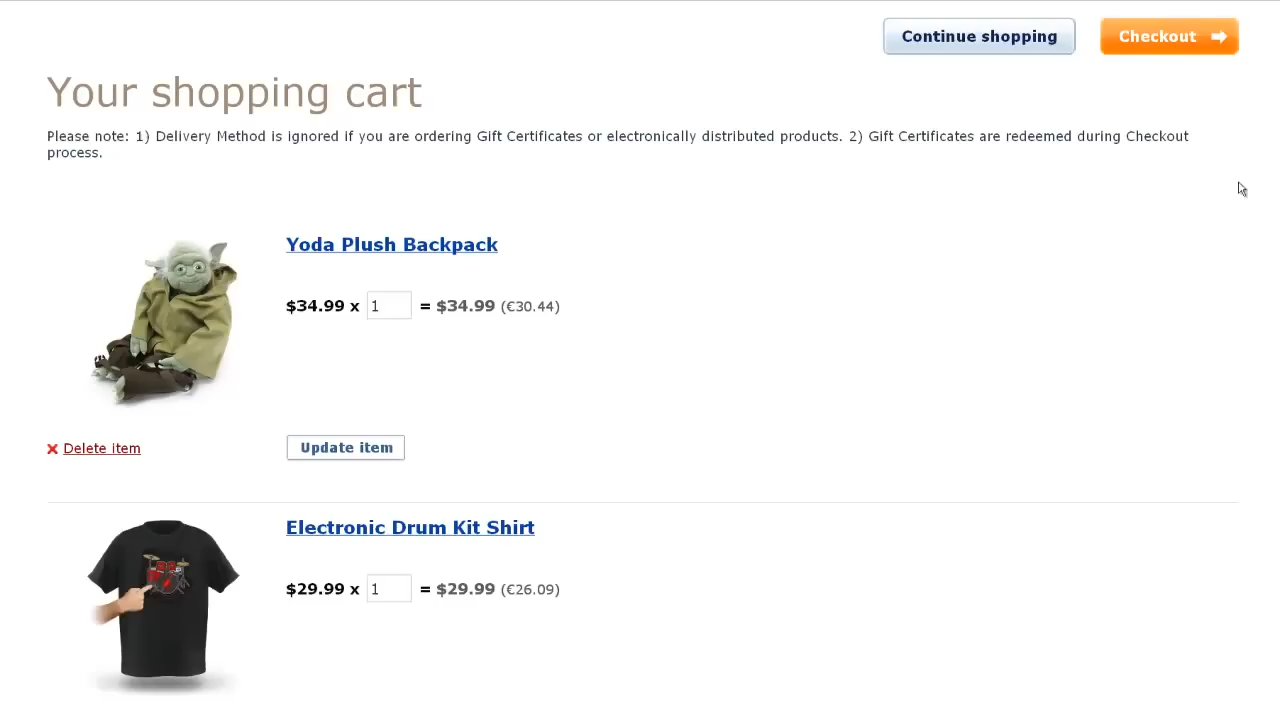 Continue shopping
Checkout
Your shopping cart
Please note: 1) Delivery Method is ignored if you are ordering Gift Certificates or electronically distributed products. 2) Gift Certificates are redeemed during Checkout
process.
Yoda Plush Backpack
$34.99 x 1 = $34.99 (€30.44)
Delete item
Update item
Electronic Drum Kit Shirt
$29.99 x 1 = $29.99 (€26.09)